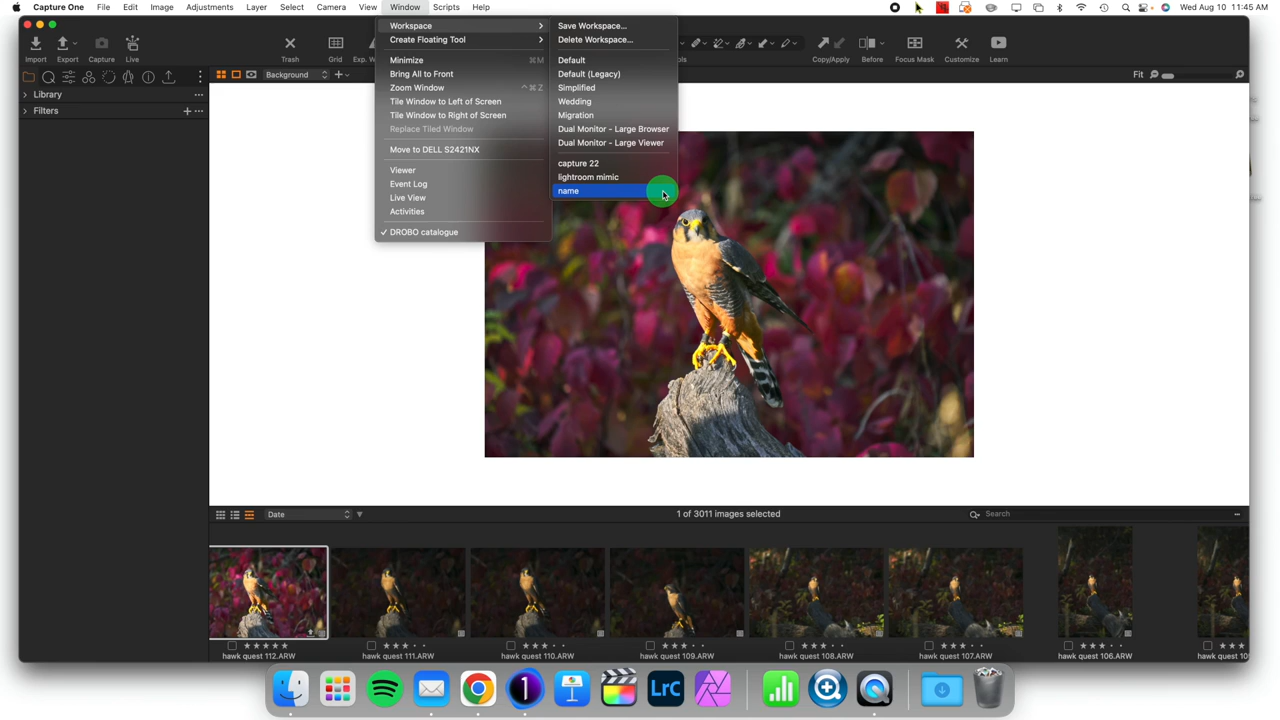 Capture One File Edit Image Adjustments Layer Select Camera View Window Scripts Help Wed Aug 10 11:45 AM
Import Export Capture Live Trash Grid Exp. W Copy/Apply Before Focus Mask Customize Learn
Background Fit
Library
Filters
Workspace
Create Floating Tool
Minimize ⌘M
Bring All to Front
Zoom Window ^⌘Z
Tile Window to Left of Screen
Tile Window to Right of Screen
Replace Tiled Window
Move to DELL S2421NX
Viewer
Event Log
Live View
Activities
✓ DROBO catalogue
Save Workspace...
Delete Workspace...
Default
Default (Legacy)
Simplified
Wedding
Migration
Dual Monitor - Large Browser
Dual Monitor - Large Viewer
capture 22
lightroom mimic
name
Date 1 of 3011 images selected Search
hawk quest 112.ARW hawk quest 111.ARW hawk quest 110.ARW hawk quest 109.ARW hawk quest 108.ARW hawk quest 107.ARW hawk quest 106.ARW hawk quest 10
1 LrC